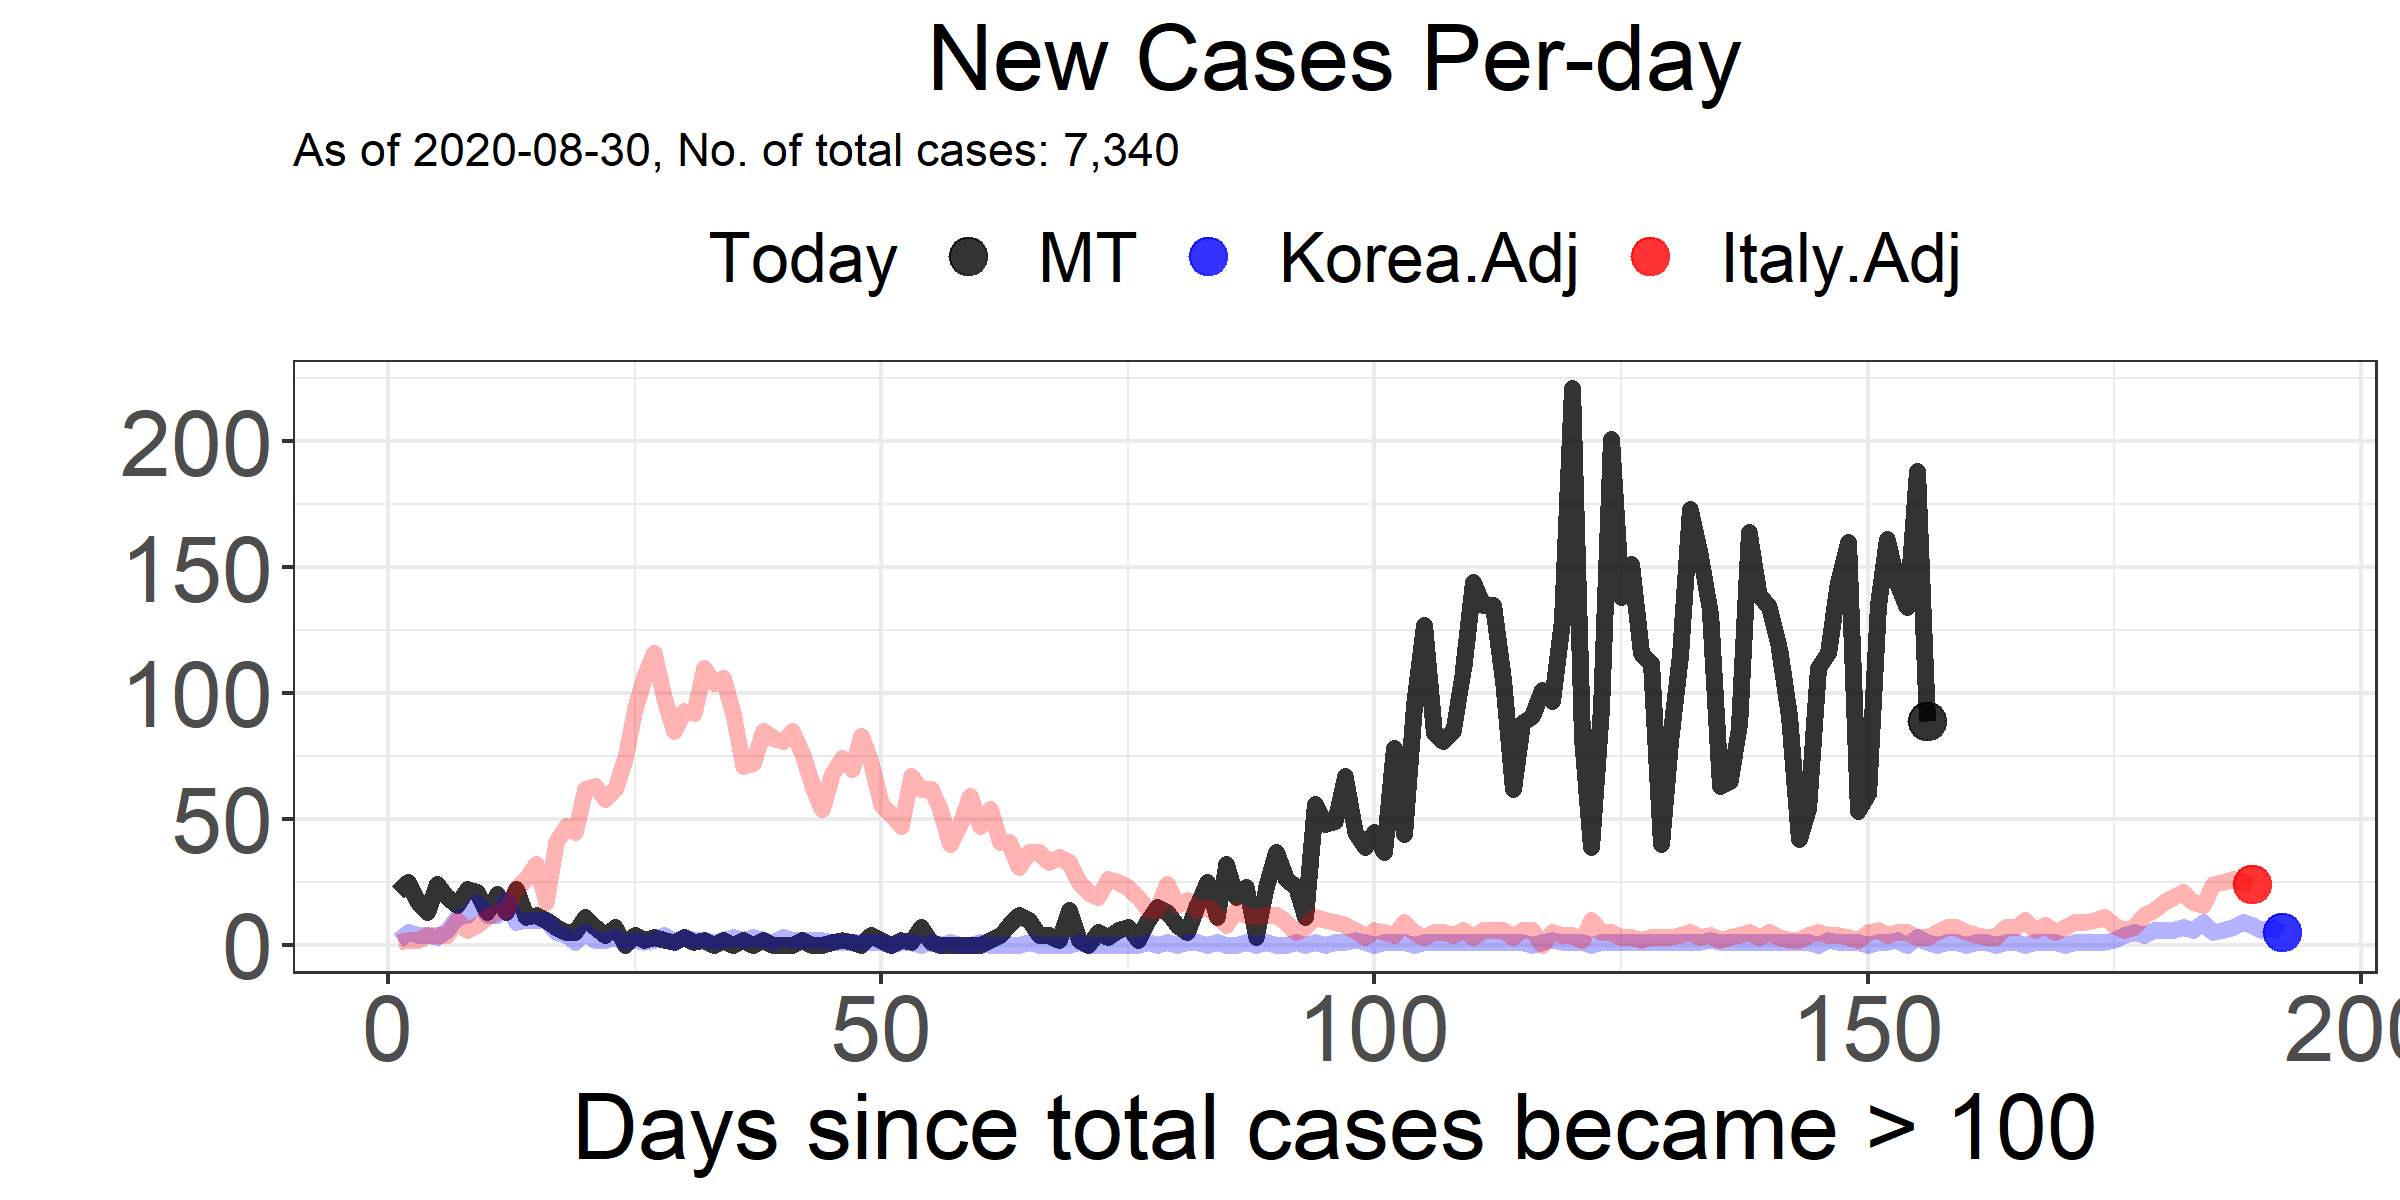 New Cases Per-day
As of 2020-08-30, No. of total cases: 7,340
Today MT Korea.Adj Italy.Adj
200
150
100
50
0
0 50 100 150 200
Days since total cases became > 100